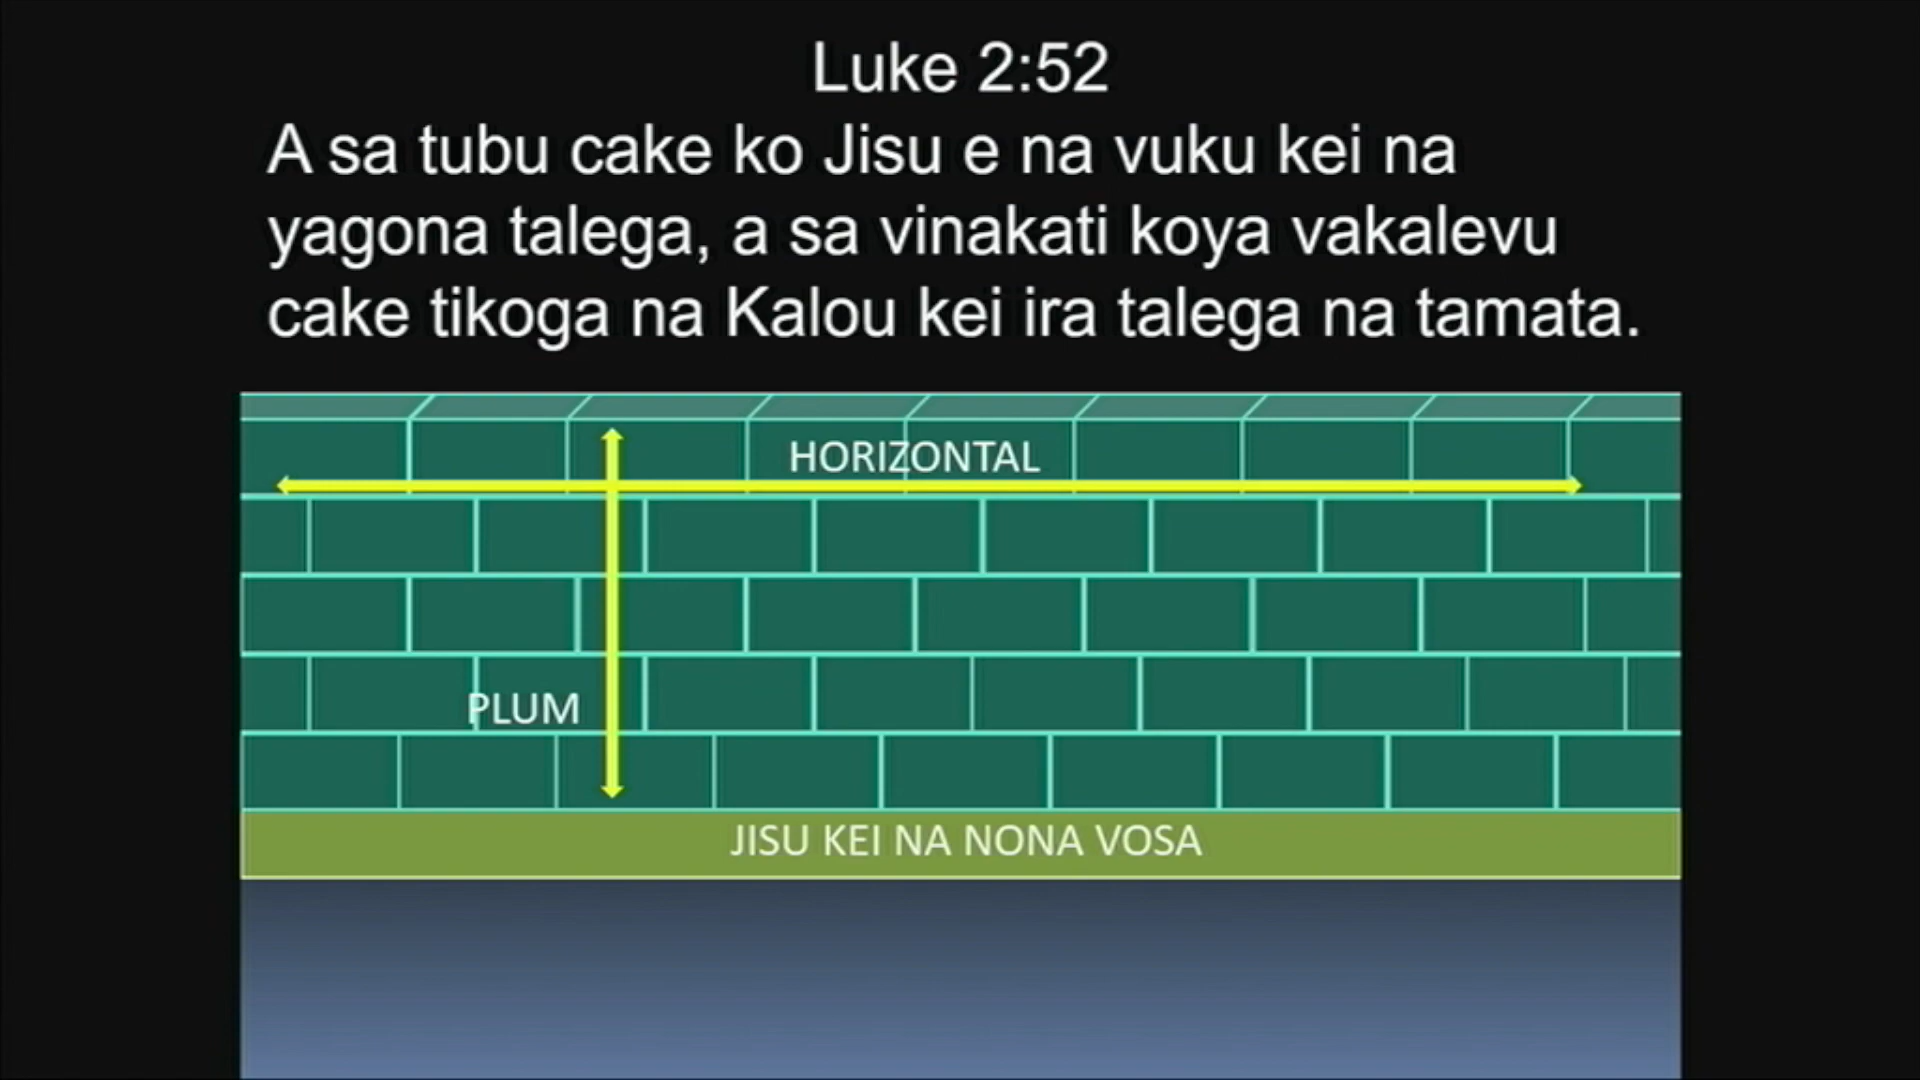 Luke 2:52
A sa tubu cake ko Jisu e na vuku kei na
yagona talega, a sa vinakati koya vakalevu
cake tikoga na Kalou kei ira talega na tamata.
HORIZONTAL
PLUM
JISU KEI NA NONA VOSA